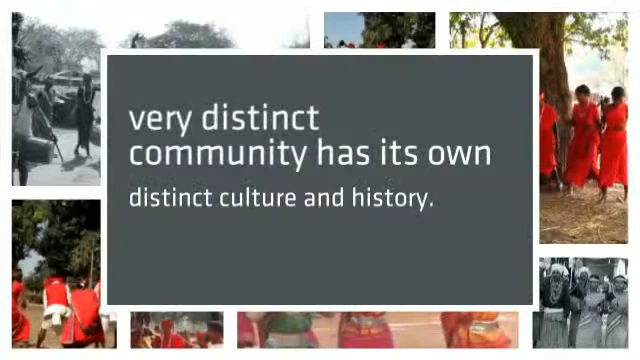 very distinct
community has its own
distinct culture and history.